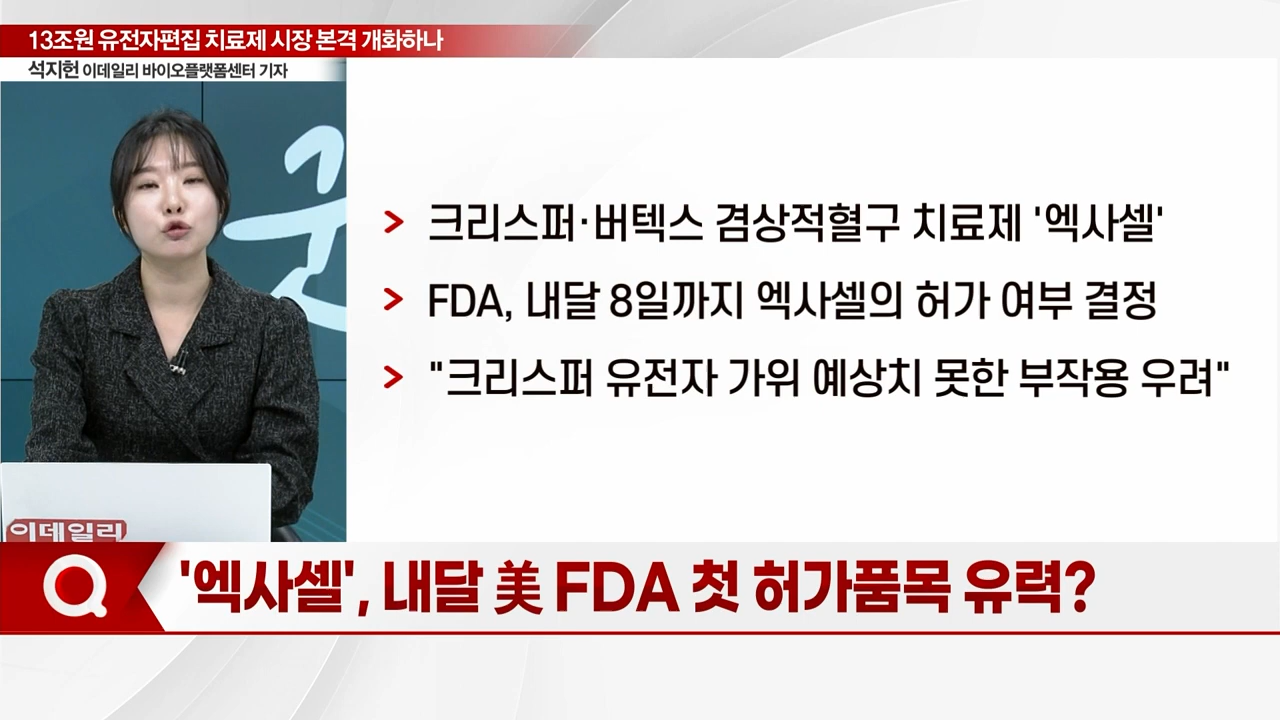 13조원 유전자편집 치료제 시장 본격 개화하나
석지헌 이데일리 바이오플랫폼센터 기자
> 크리스퍼·버텍스 겸상적혈구 치료제 '엑사셀'
> FDA, 내달 8일까지 엑사셀의 허가 여부 결정
> "크리스퍼 유전자 가위 예상치 못한 부작용 우려"
이데일리
Q '엑사셀', 내달 美 FDA 첫 허가품목 유력?